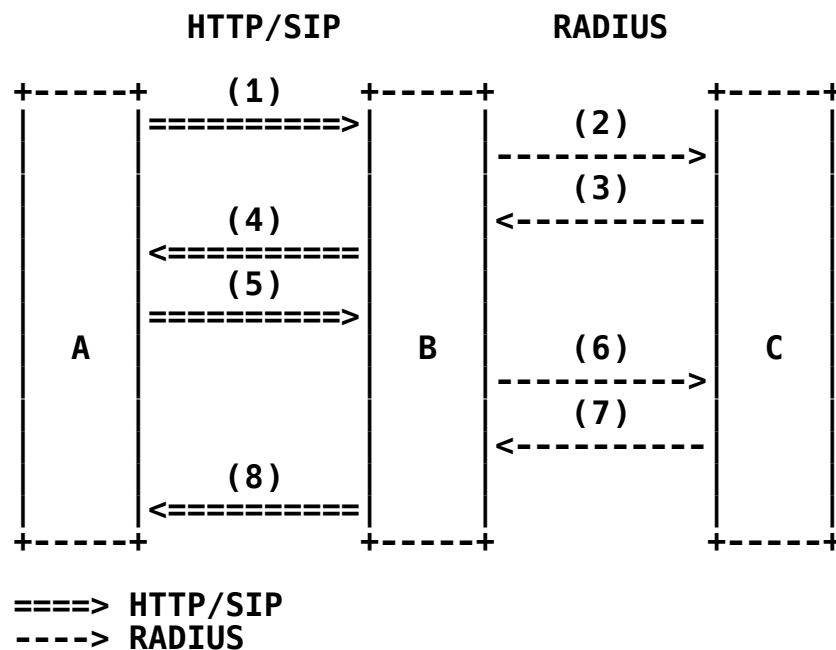 HTTP/SIP RADIUS
+-----+ (1) +-----+ +-----+
| |==========>| | (2) | |
| | | |---------->| |
| | | | (3) | |
| | (4) | |<----------| |
| |<==========| | | |
| | (5) | | | |
| |==========>| | | |
| A | | B | (6) | C |
| | | |---------->| |
| | | | (7) | |
| | | |<----------| |
| | (8) | | | |
| |<==========| | | |
+-----+ +-----+ +-----+
====> HTTP/SIP
----> RADIUS